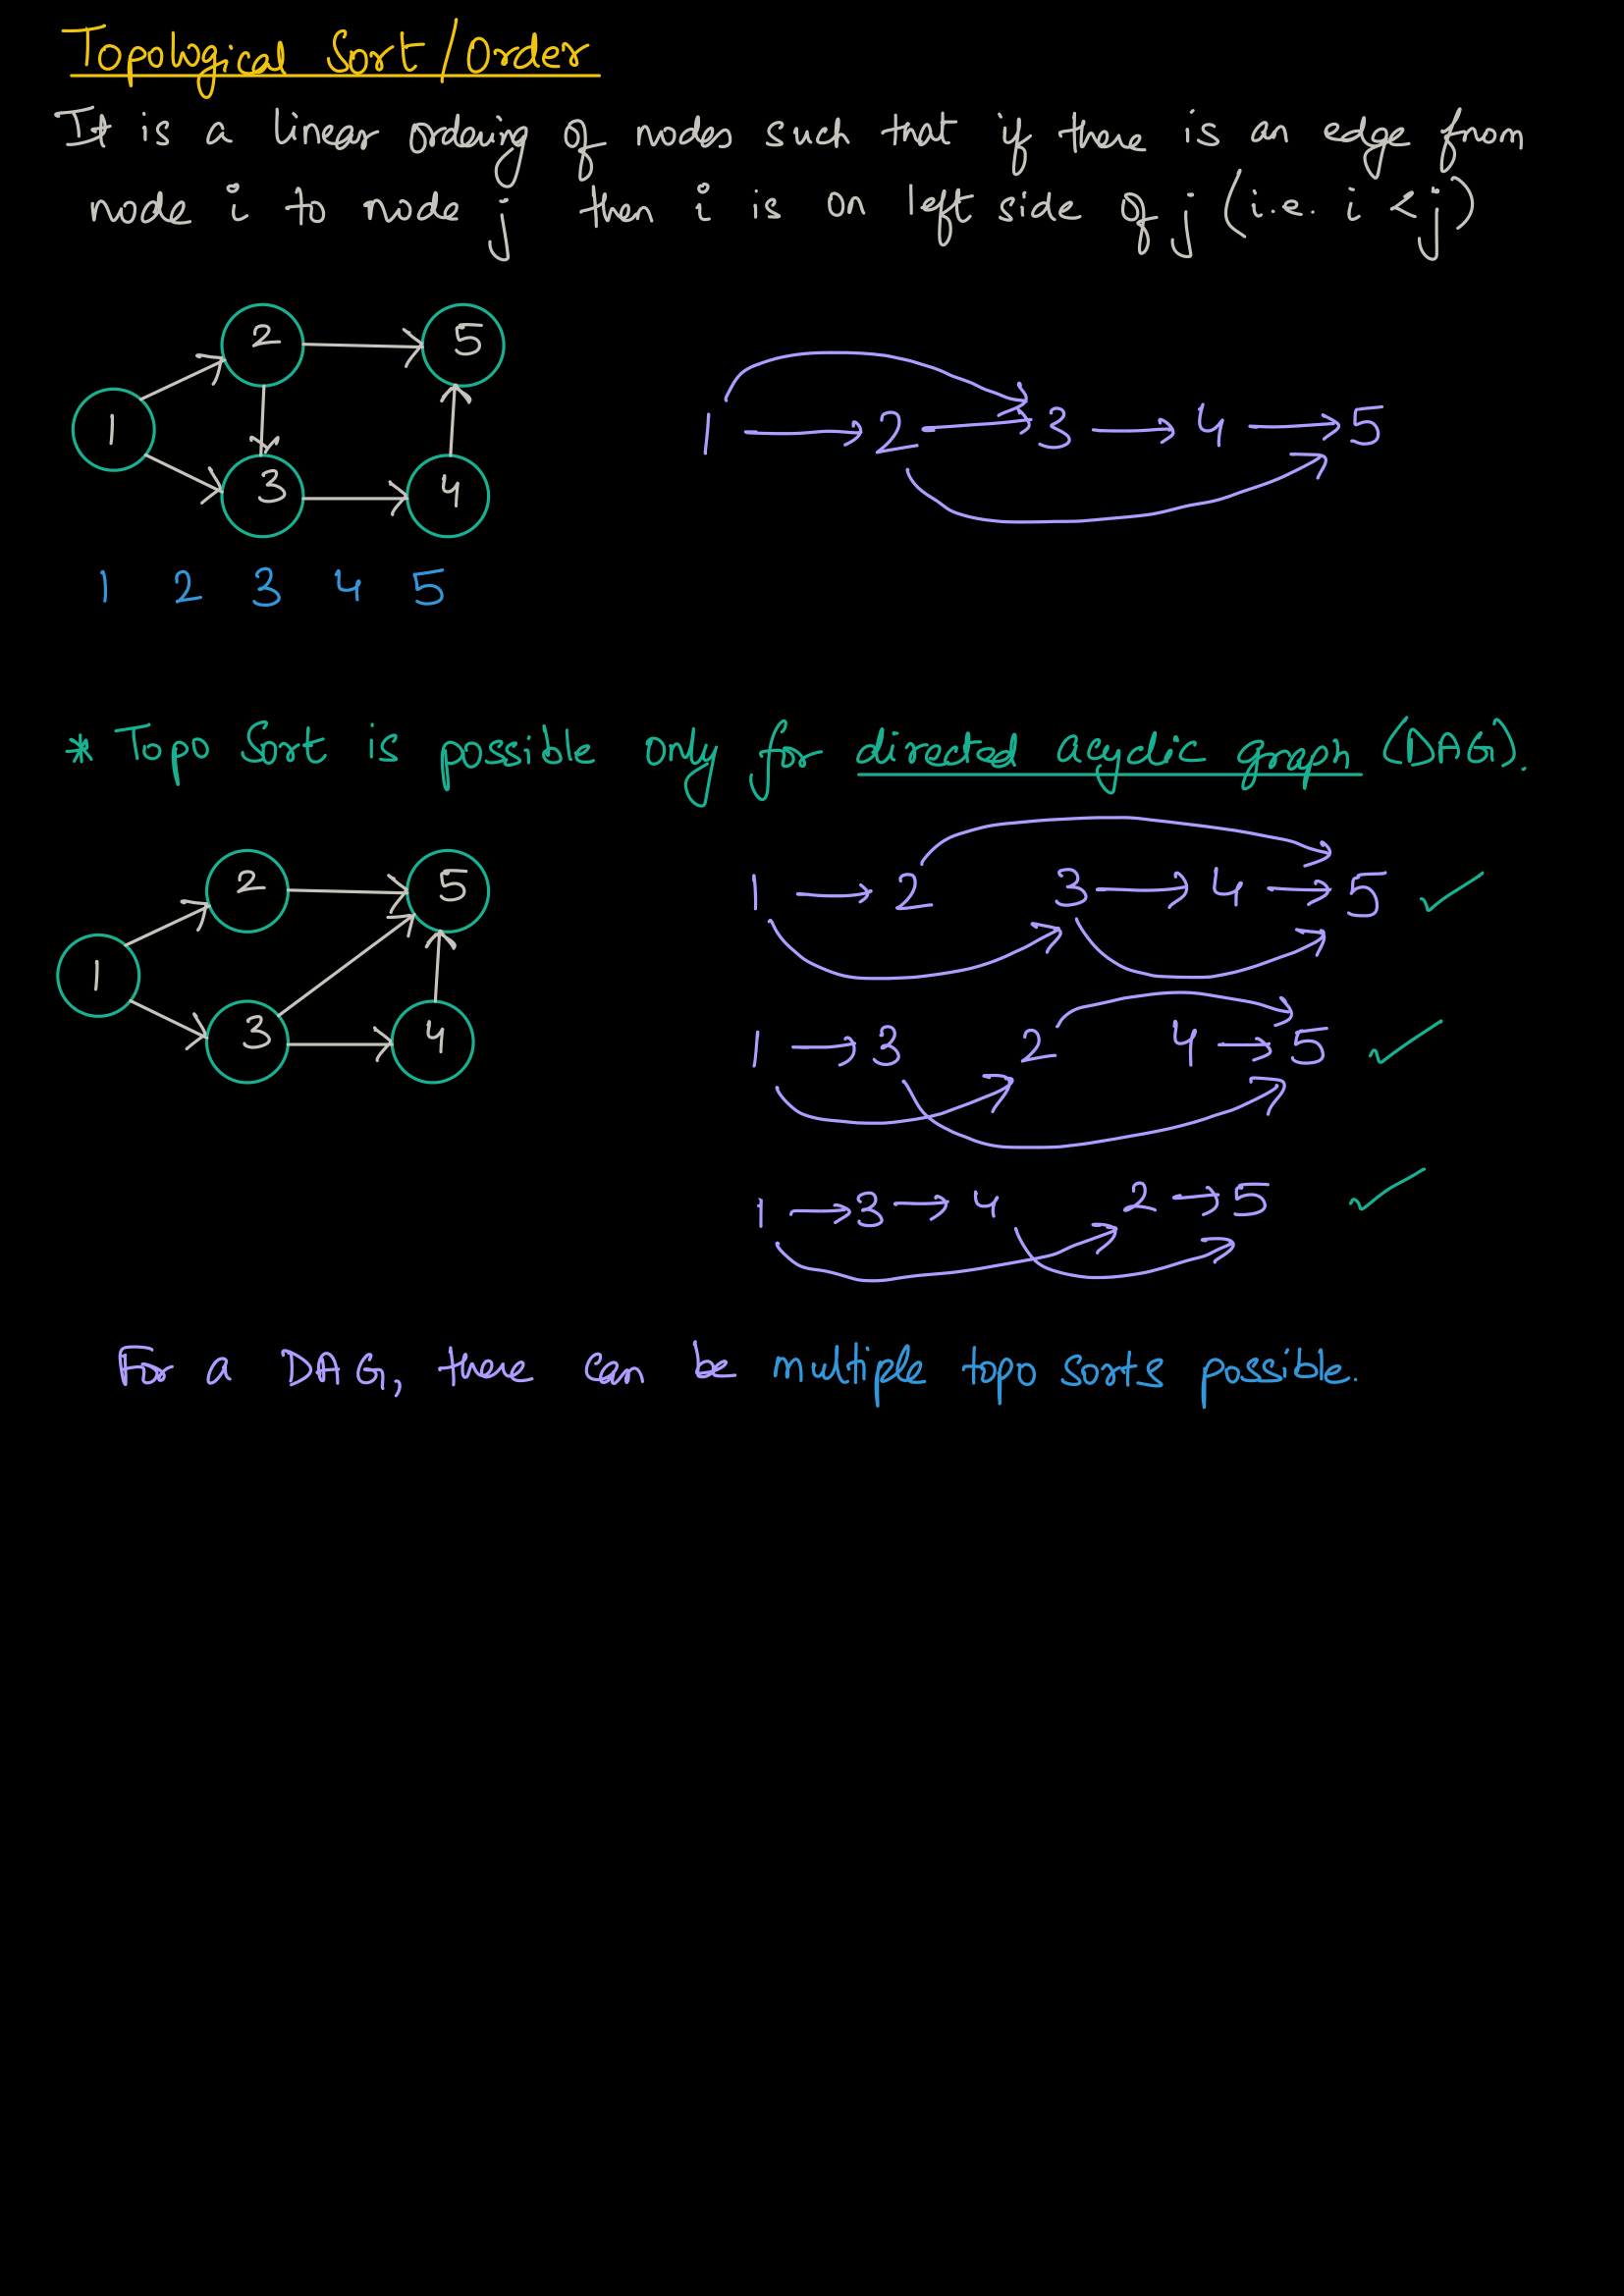 Topological Sort/Order
It is a linear ordering of nodes such that if there is an edge from
node i to node j then i is on left side of j (i.e. i < j)
2 5
1
3 4
1 → 2 → 3 → 4 → 5
1 2 3 4 5
* Topo Sort is possible only for directed acyclic graph (DAG).
2 5
1
3 4
1 → 2 3 → 4 → 5 ✓
1 → 3 2 4 → 5 ✓
1 → 3 → 4 2 → 5 ✓
For a DAG, there can be multiple topo sorts possible.